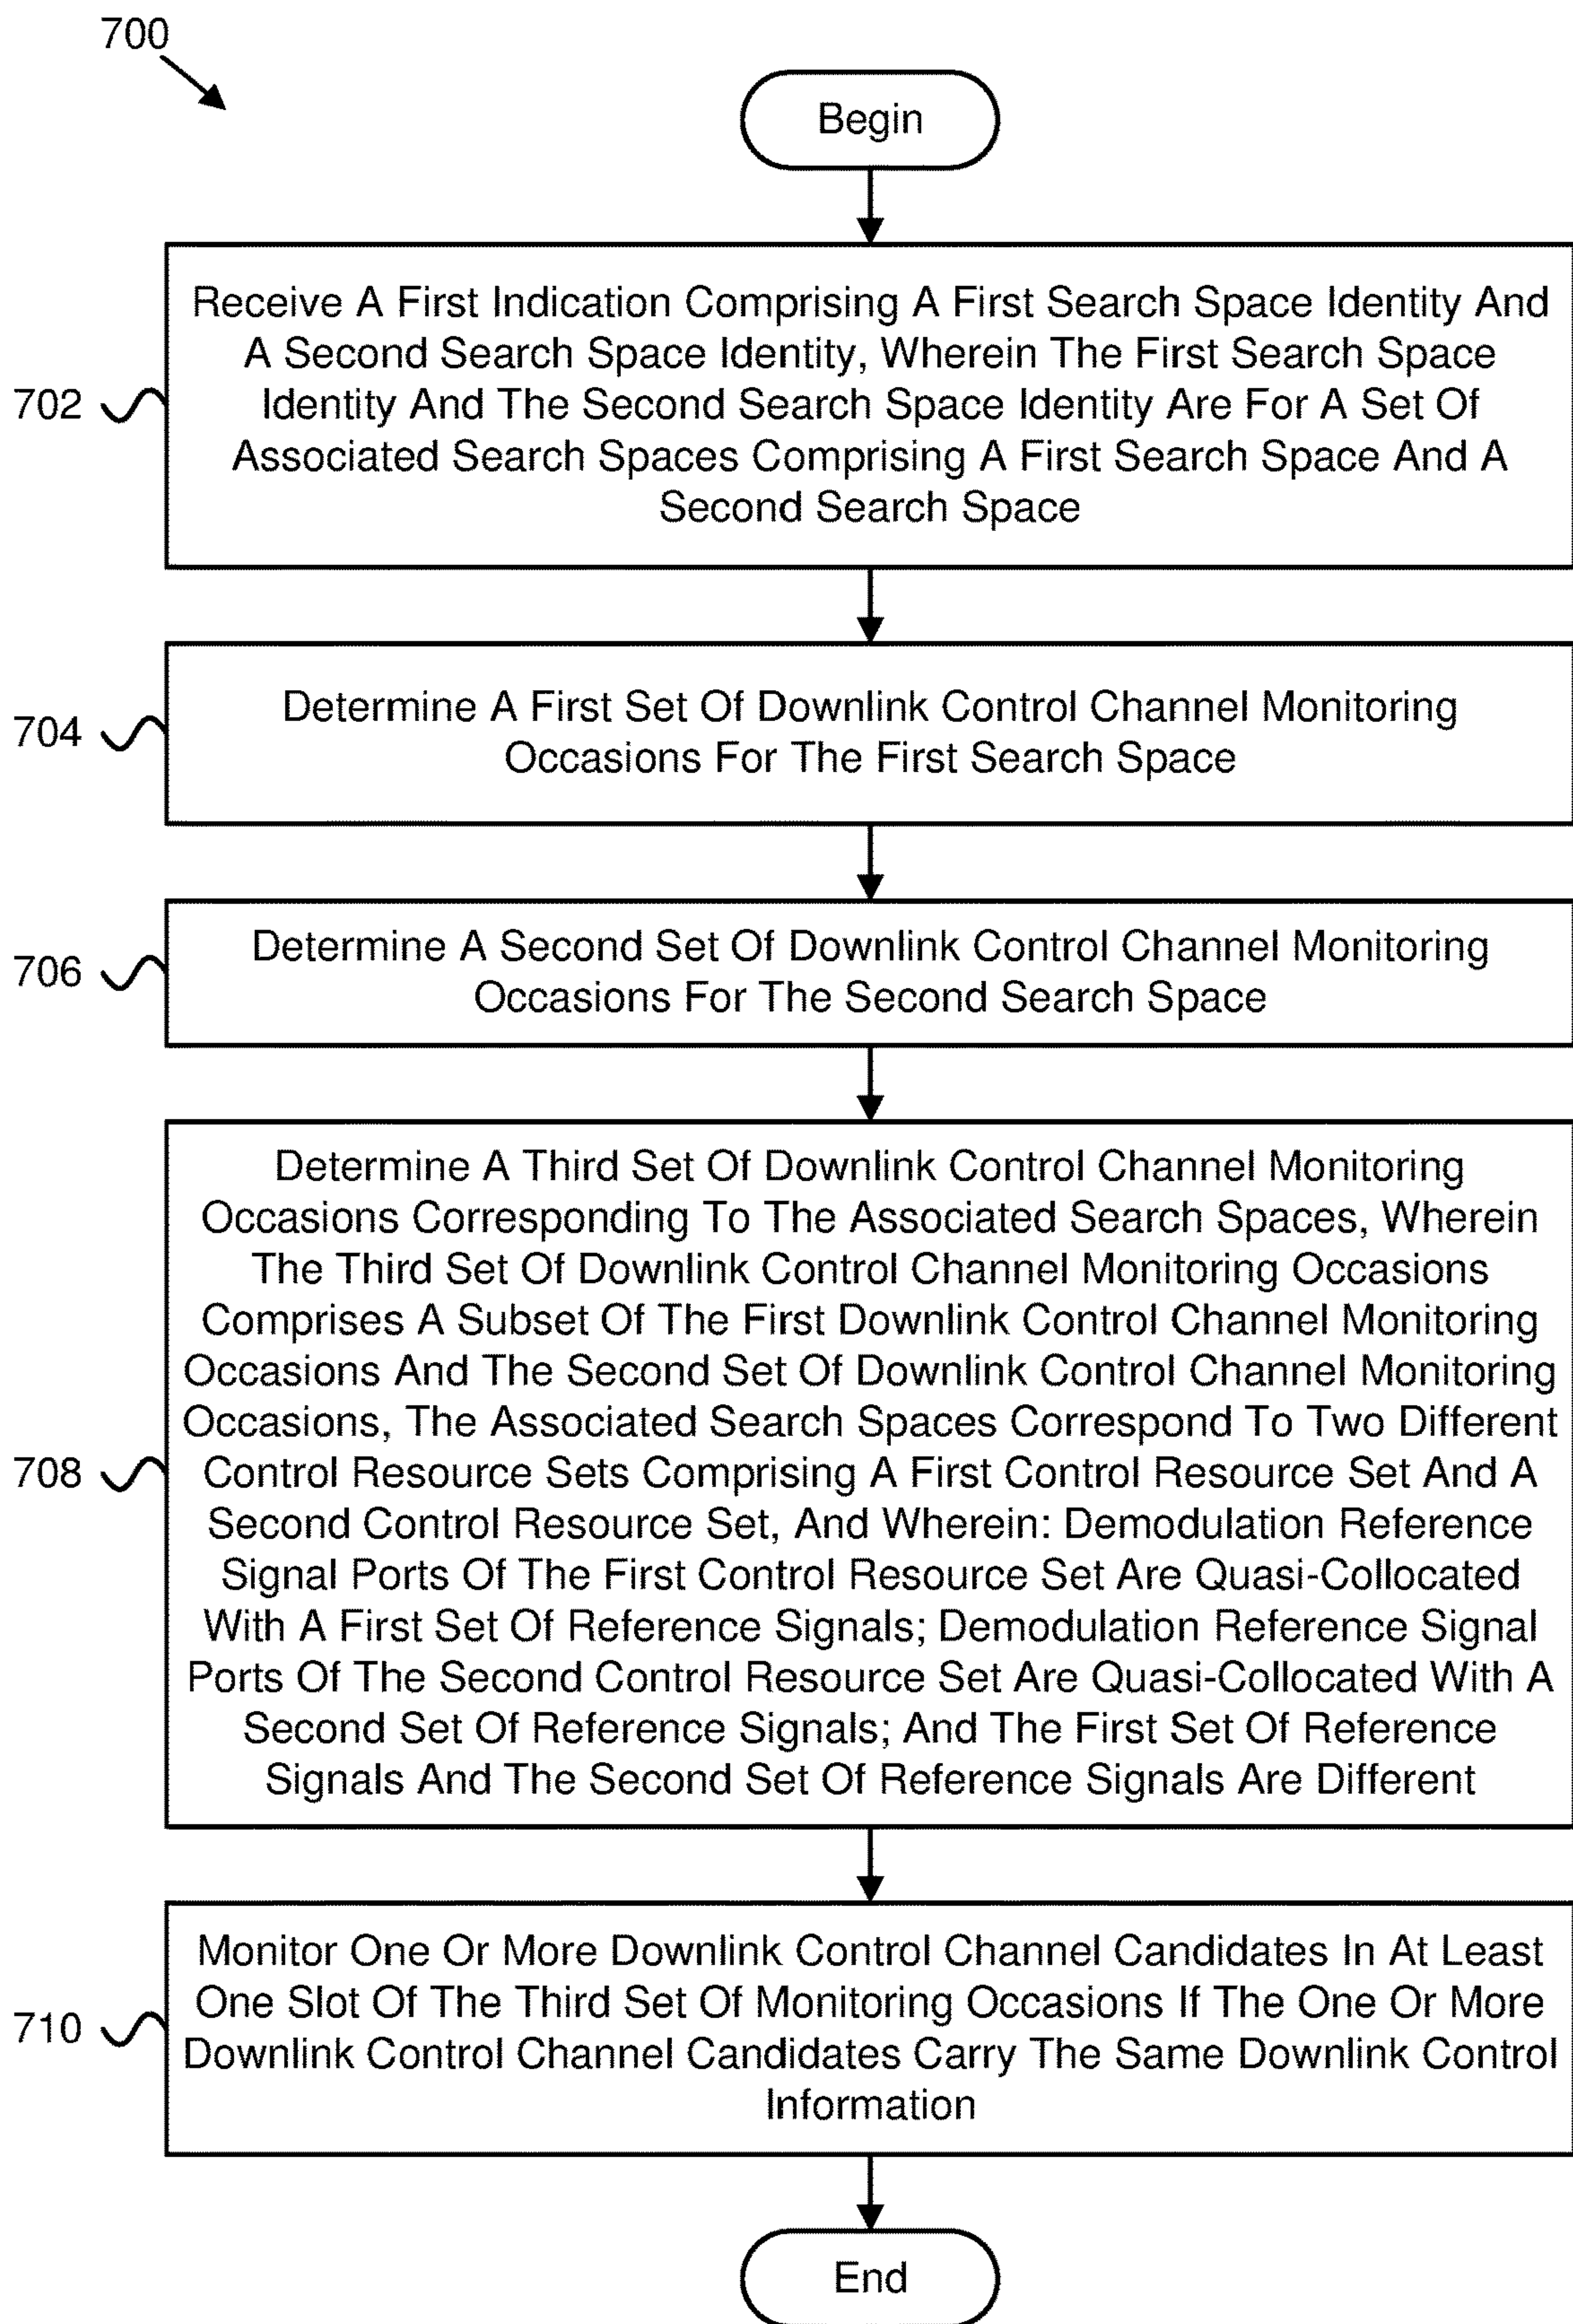 700
Begin
702
Receive A First Indication Comprising A First Search Space Identity And
A Second Search Space Identity, Wherein The First Search Space
Identity And The Second Search Space Identity Are For A Set Of
Associated Search Spaces Comprising A First Search Space And A
Second Search Space
704
Determine A First Set Of Downlink Control Channel Monitoring
Occasions For The First Search Space
706
Determine A Second Set Of Downlink Control Channel Monitoring
Occasions For The Second Search Space
708
Determine A Third Set Of Downlink Control Channel Monitoring
Occasions Corresponding To The Associated Search Spaces, Wherein
The Third Set Of Downlink Control Channel Monitoring Occasions
Comprises A Subset Of The First Downlink Control Channel Monitoring
Occasions And The Second Set Of Downlink Control Channel Monitoring
Occasions, The Associated Search Spaces Correspond To Two Different
Control Resource Sets Comprising A First Control Resource Set And A
Second Control Resource Set, And Wherein: Demodulation Reference
Signal Ports Of The First Control Resource Set Are Quasi-Collocated
With A First Set Of Reference Signals; Demodulation Reference Signal
Ports Of The Second Control Resource Set Are Quasi-Collocated With A
Second Set Of Reference Signals; And The First Set Of Reference
Signals And The Second Set Of Reference Signals Are Different
710
Monitor One Or More Downlink Control Channel Candidates In At Least
One Slot Of The Third Set Of Monitoring Occasions If The One Or More
Downlink Control Channel Candidates Carry The Same Downlink Control
Information
End